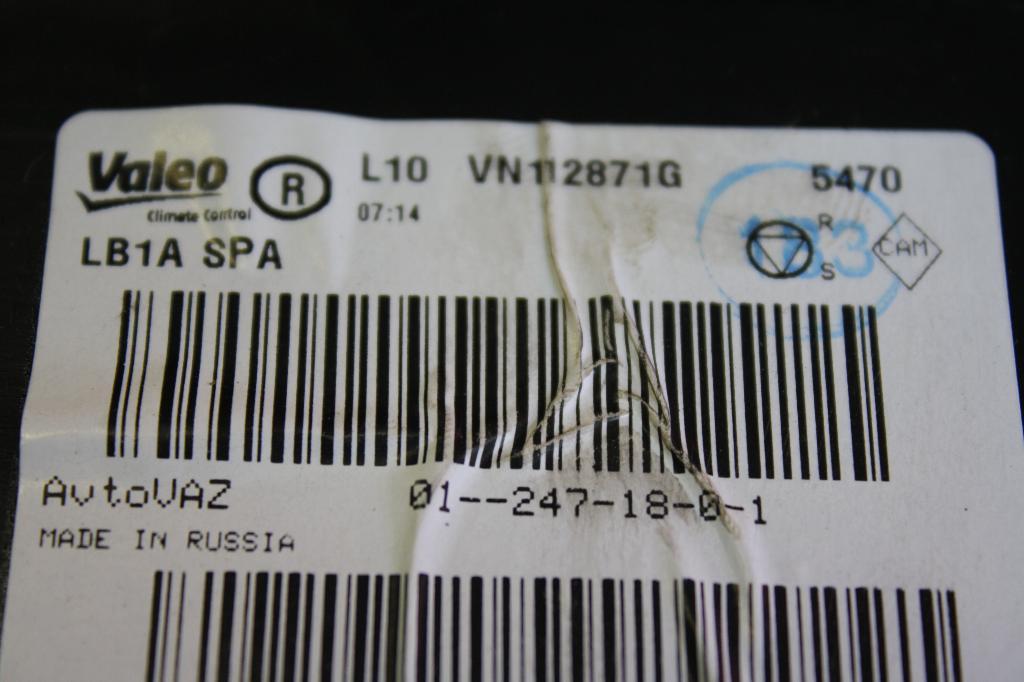 Valeo R L10 VN112871G 5470
Climate Control 07:14
R
183 CAM
S
LB1A SPA
AvtoVAZ 01--247-18-0-1
MADE IN RUSSIA